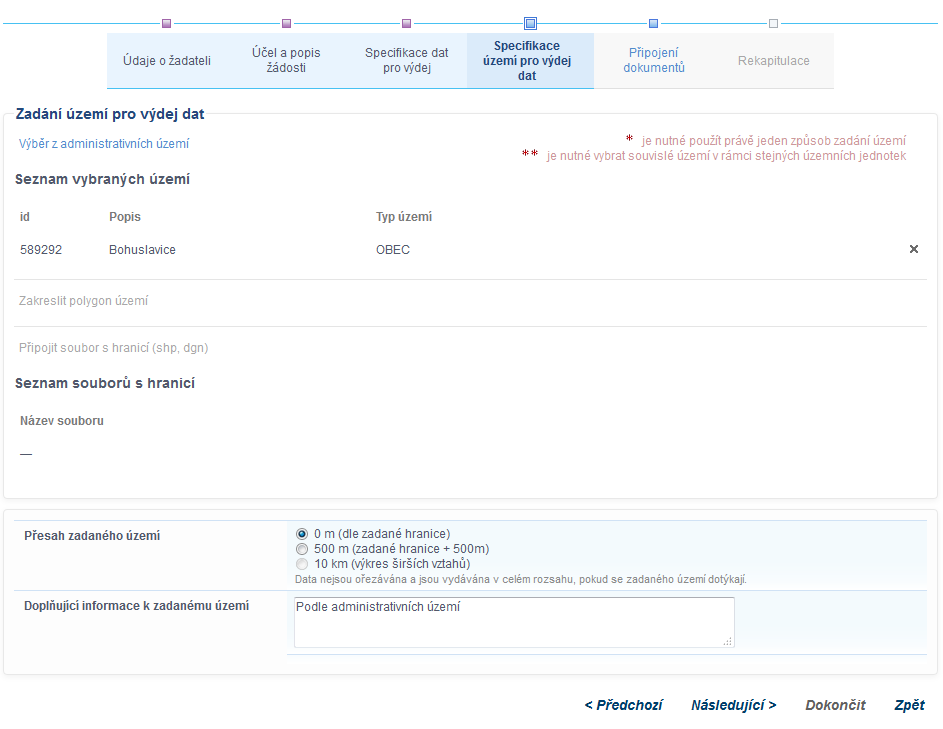 Údaje o žadateli
Účel a popis
žádosti
Specifikace dat
pro výdej
Specifikace
území pro výdej
dat
Připojení
dokumentů
Rekapitulace
Zadání území pro výdej dat
Výběr z administrativních území
* je nutné použít právě jeden způsob zadání území
** je nutné vybrat souvislé území v rámci stejných územních jednotek
Seznam vybraných území
id Popis Typ území
589292 Bohuslavice OBEC ×
Zakreslit polygon území
Připojit soubor s hranicí (shp, dgn)
Seznam souborů s hranicí
Název souboru
—
Přesah zadaného území
0 m (dle zadané hranice)
500 m (zadané hranice + 500m)
10 km (výkres širších vztahů)
Data nejsou ořezávána a jsou vydávána v celém rozsahu, pokud se zadaného území dotýkají.
Doplňující informace k zadanému území
Podle administrativních území
< Předchozí Následující > Dokončit Zpět